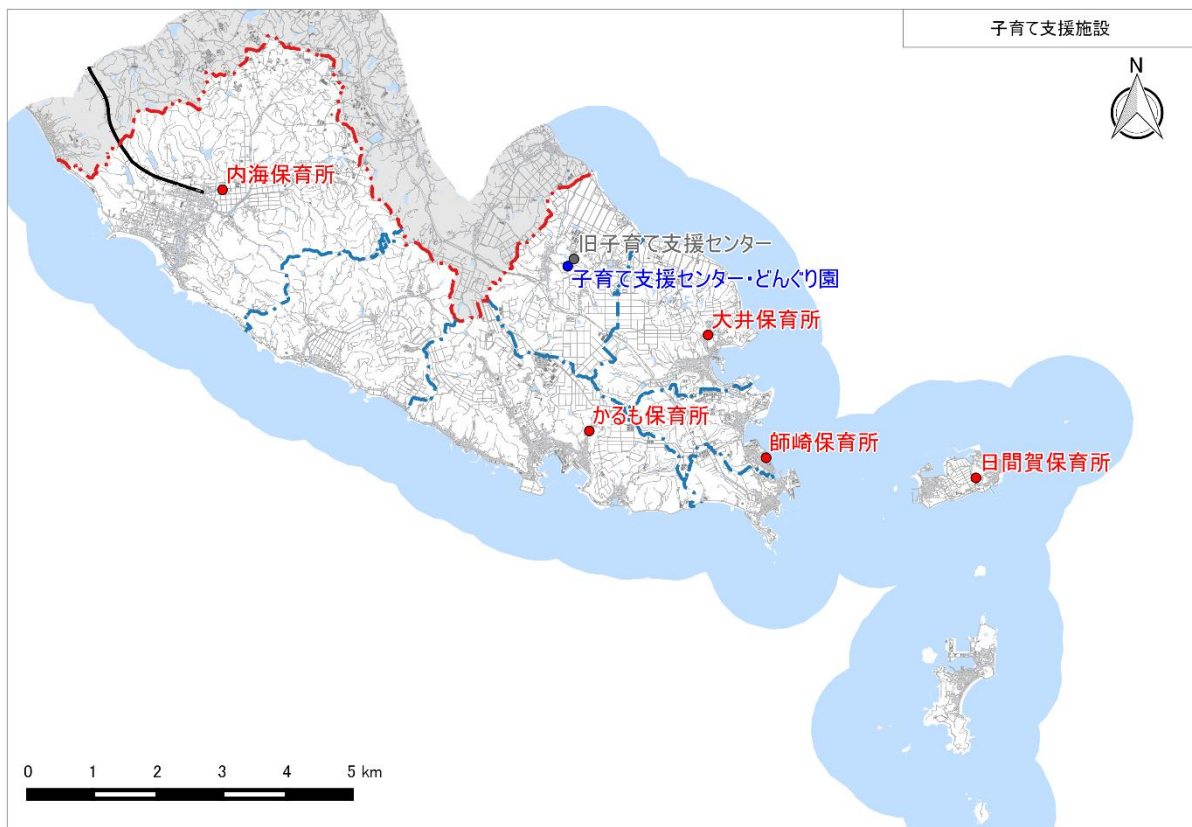 子育て支援施設
N
内海保育所
旧子育て支援センター
子育て支援センター・どんぐり園
大井保育所
かるも保育所
師崎保育所
日間賀保育所
0 1 2 3 4 5 km